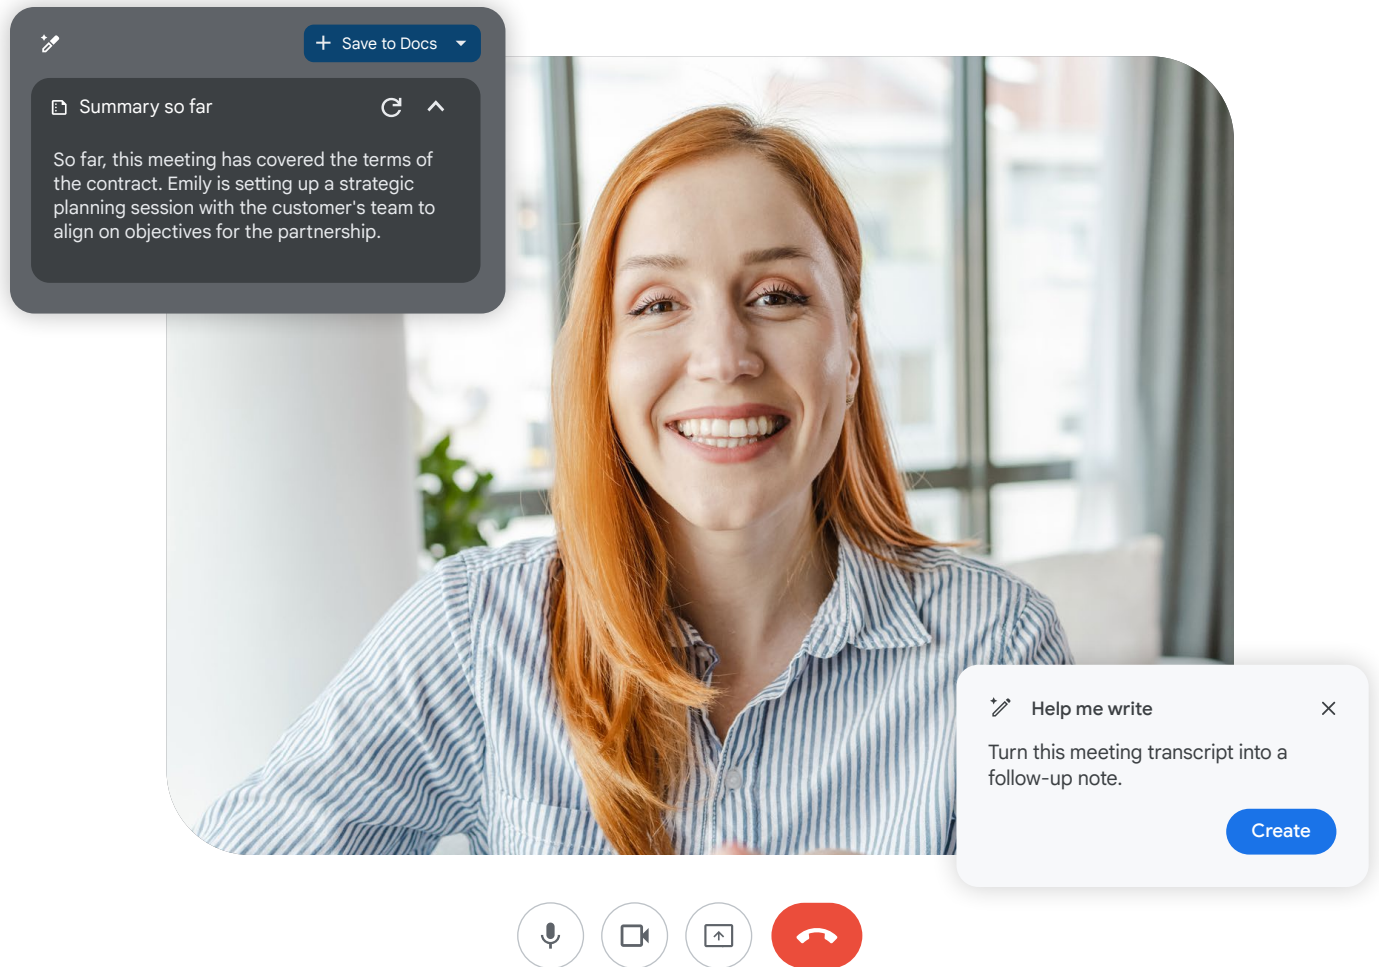 Save to Docs
Summary so far
So far, this meeting has covered the terms of
the contract. Emily is setting up a strategic
planning session with the customer's team to
align on objectives for the partnership.
Help me write
Turn this meeting transcript into a
follow-up note.
Create